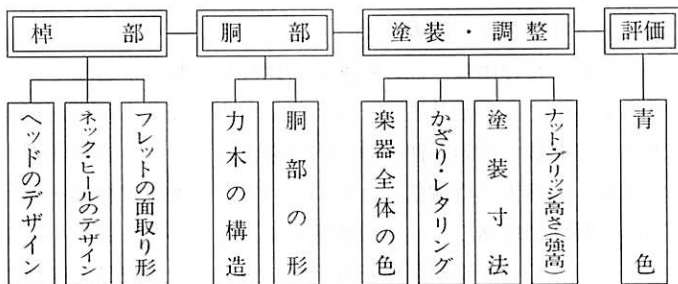 棹部
胴部
塗装・調整
評価
ヘッドのデザイン
ネック・ヒールのデザイン
フレットの面取り形
力木の構造
胴部の形
楽器全体の色
かざり・レタリング
塗装寸法
ナット・ブリッジ高さ(強高)
青色